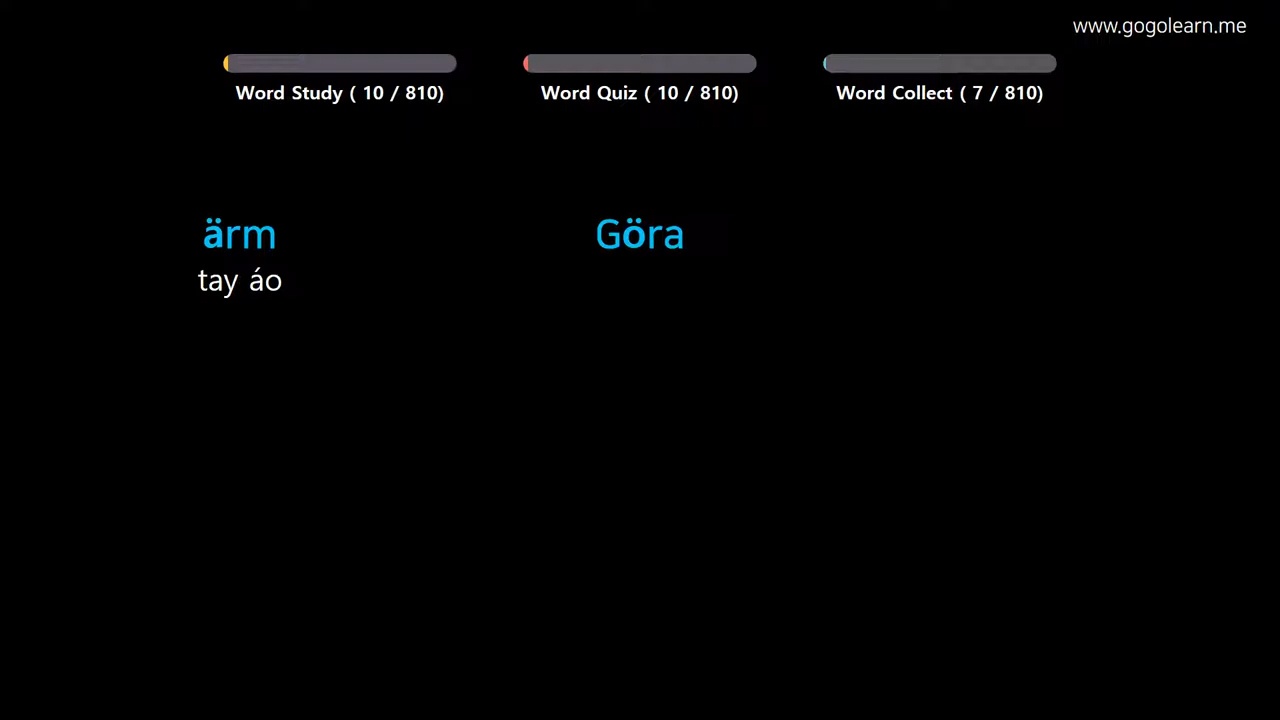 www.gogolearn.me
Word Study ( 10 / 810)
Word Quiz ( 10 / 810)
Word Collect ( 7 / 810)
ärm
Göra
tay áo